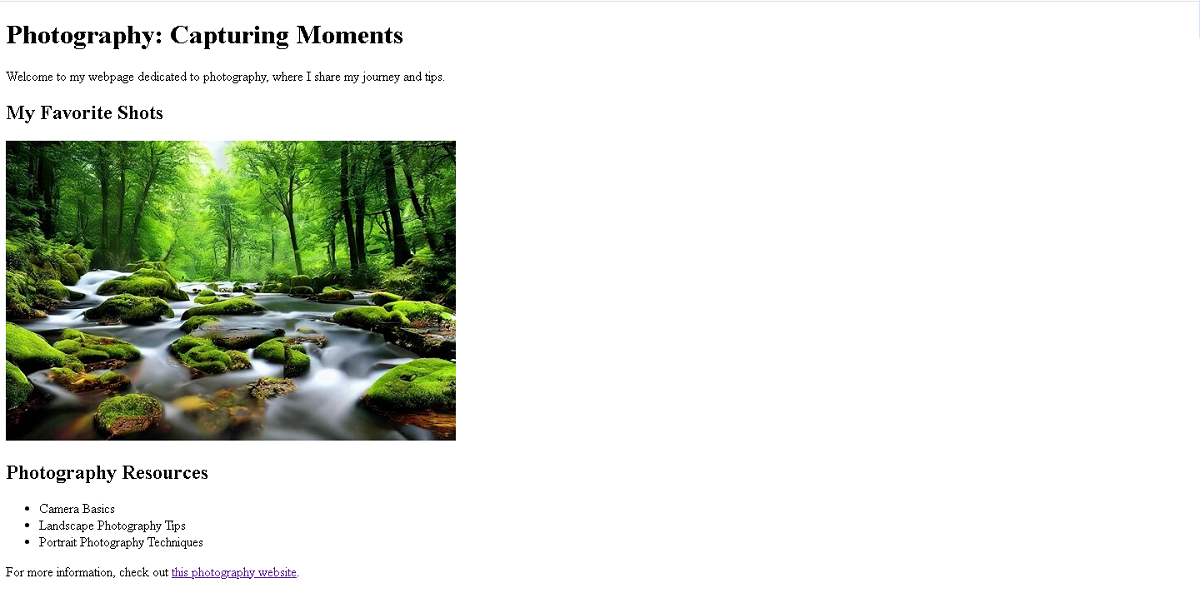 Photography: Capturing Moments
Welcome to my webpage dedicated to photography, where I share my journey and tips.
My Favorite Shots
Photography Resources
Camera Basics
Landscape Photography Tips
Portrait Photography Techniques
For more information, check out this photography website.